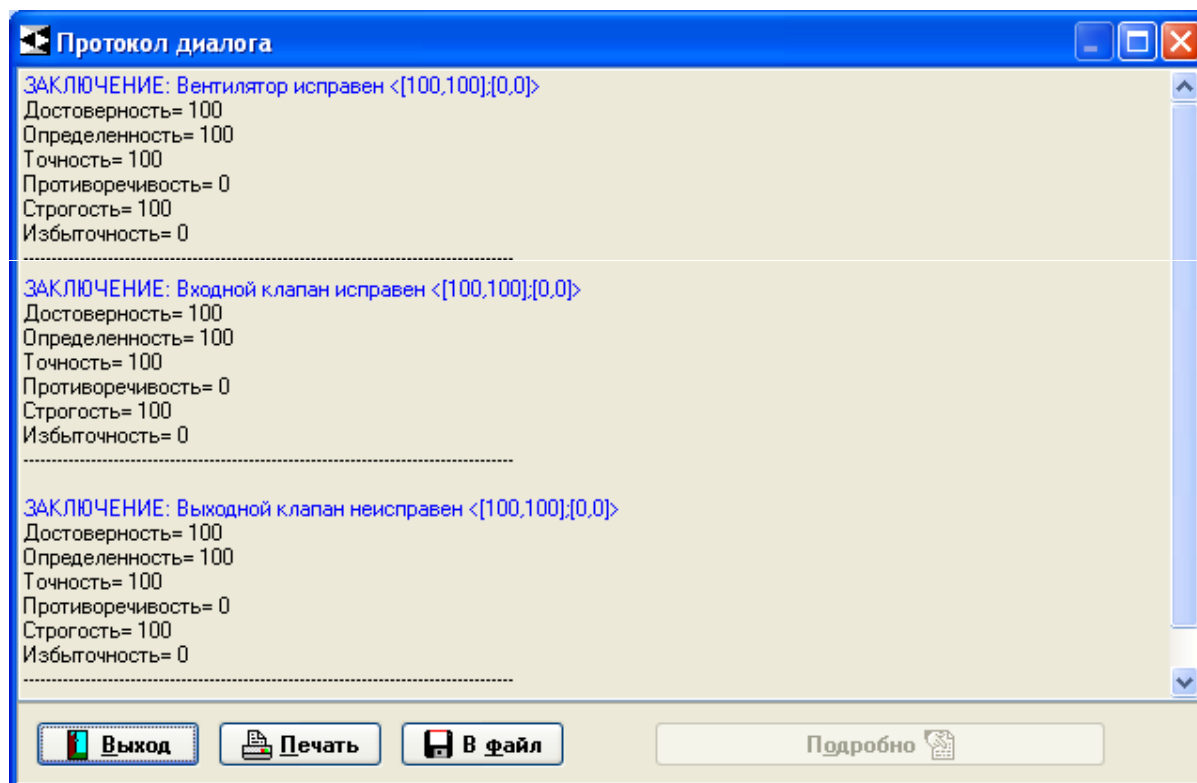 Протокол диалога
ЗАКЛЮЧЕНИЕ: Вентилятор исправен <[100,100];[0,0]>
Достоверность= 100
Определенность= 100
Точность= 100
Противоречивость= 0
Строгость= 100
Избыточность= 0
--------------------------------------------------------------------------------
ЗАКЛЮЧЕНИЕ: Входной клапан исправен <[100,100];[0,0]>
Достоверность= 100
Определенность= 100
Точность= 100
Противоречивость= 0
Строгость= 100
Избыточность= 0
--------------------------------------------------------------------------------
ЗАКЛЮЧЕНИЕ: Выходной клапан неисправен <[100,100];[0,0]>
Достоверность= 100
Определенность= 100
Точность= 100
Противоречивость= 0
Строгость= 100
Избыточность= 0
--------------------------------------------------------------------------------
Выход Печать В файл Подробно